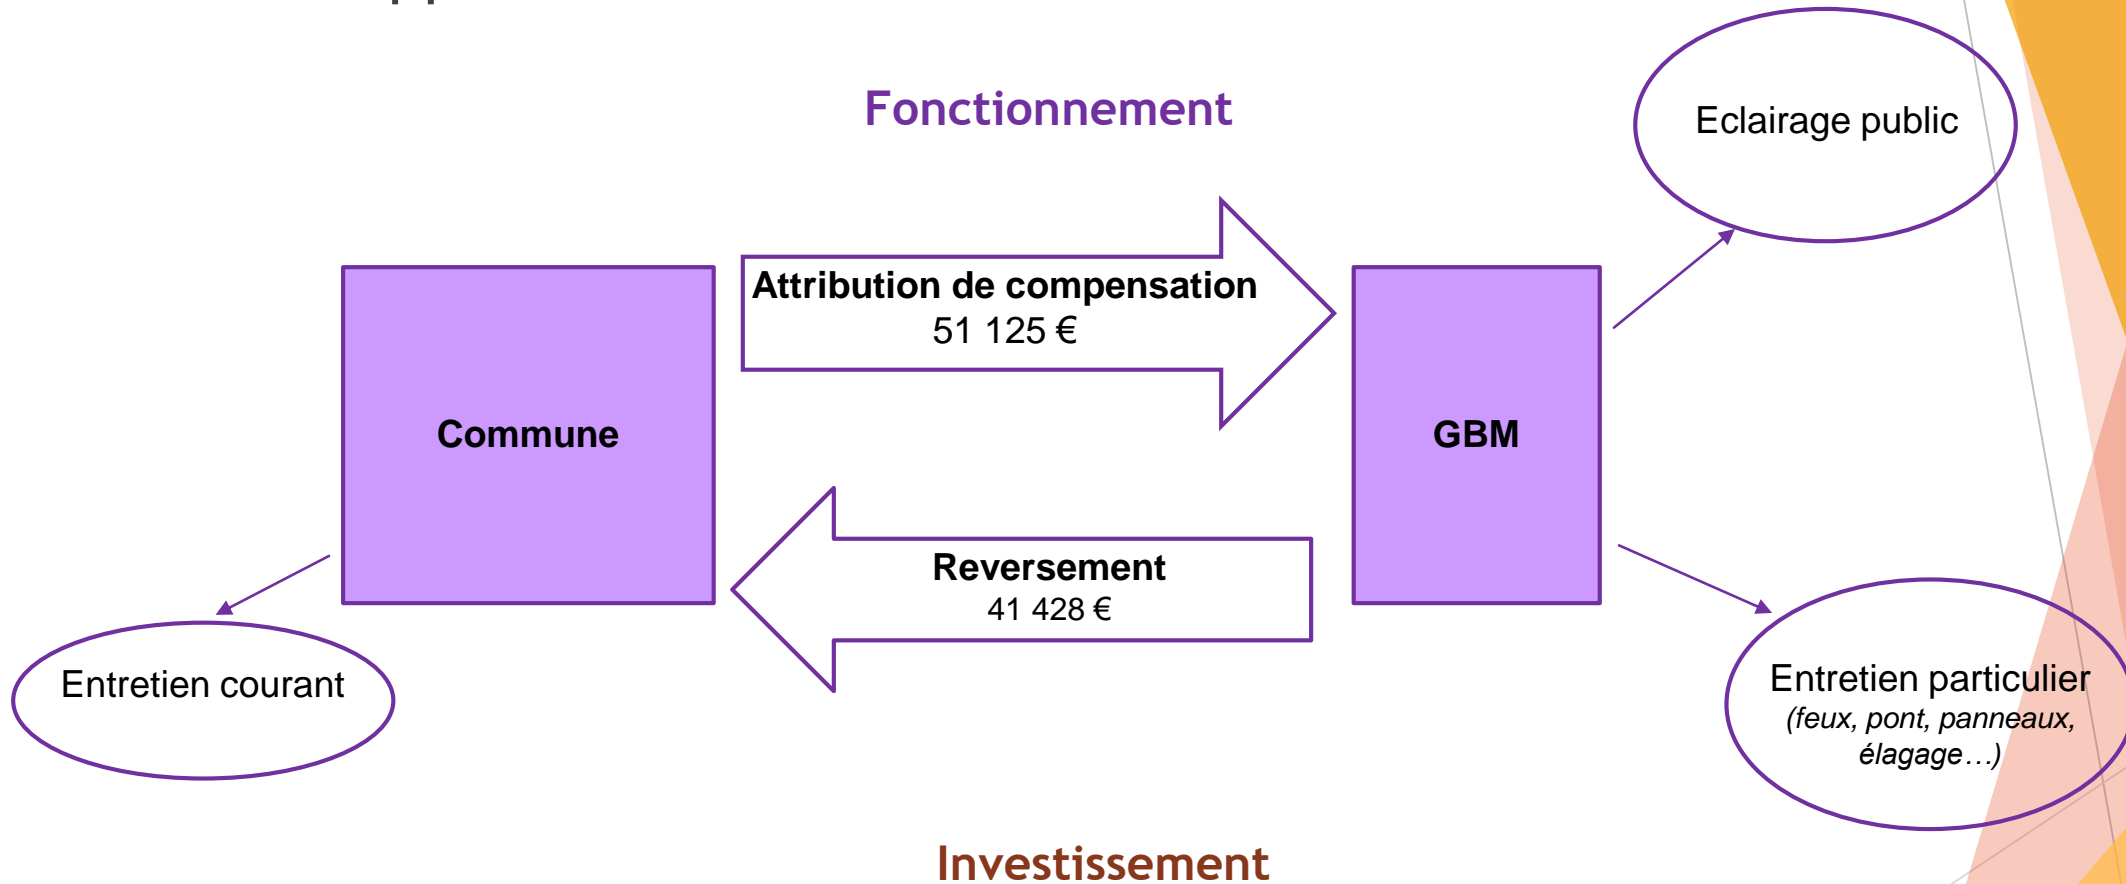 Fonctionnement
Eclairage public
Attribution de compensation
51 125 €
Commune
GBM
Reversement
41 428 €
Entretien courant
Entretien particulier
(feux, pont, panneaux,
élagage…)
Investissement